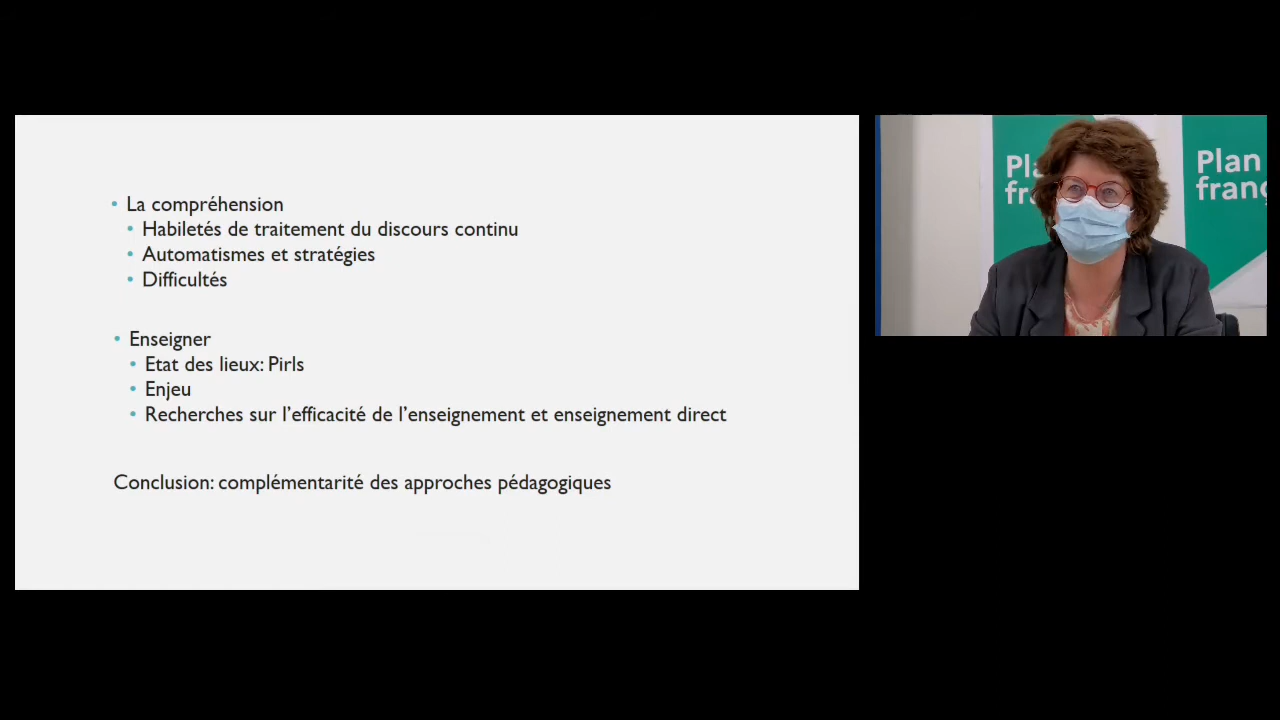 La compréhension
Habiletés de traitement du discours continu
Automatismes et stratégies
Difficultés
Enseigner
Etat des lieux: Pirls
Enjeu
Recherches sur l'efficacité de l'enseignement et enseignement direct
Conclusion: complémentarité des approches pédagogiques
Plan
Plan